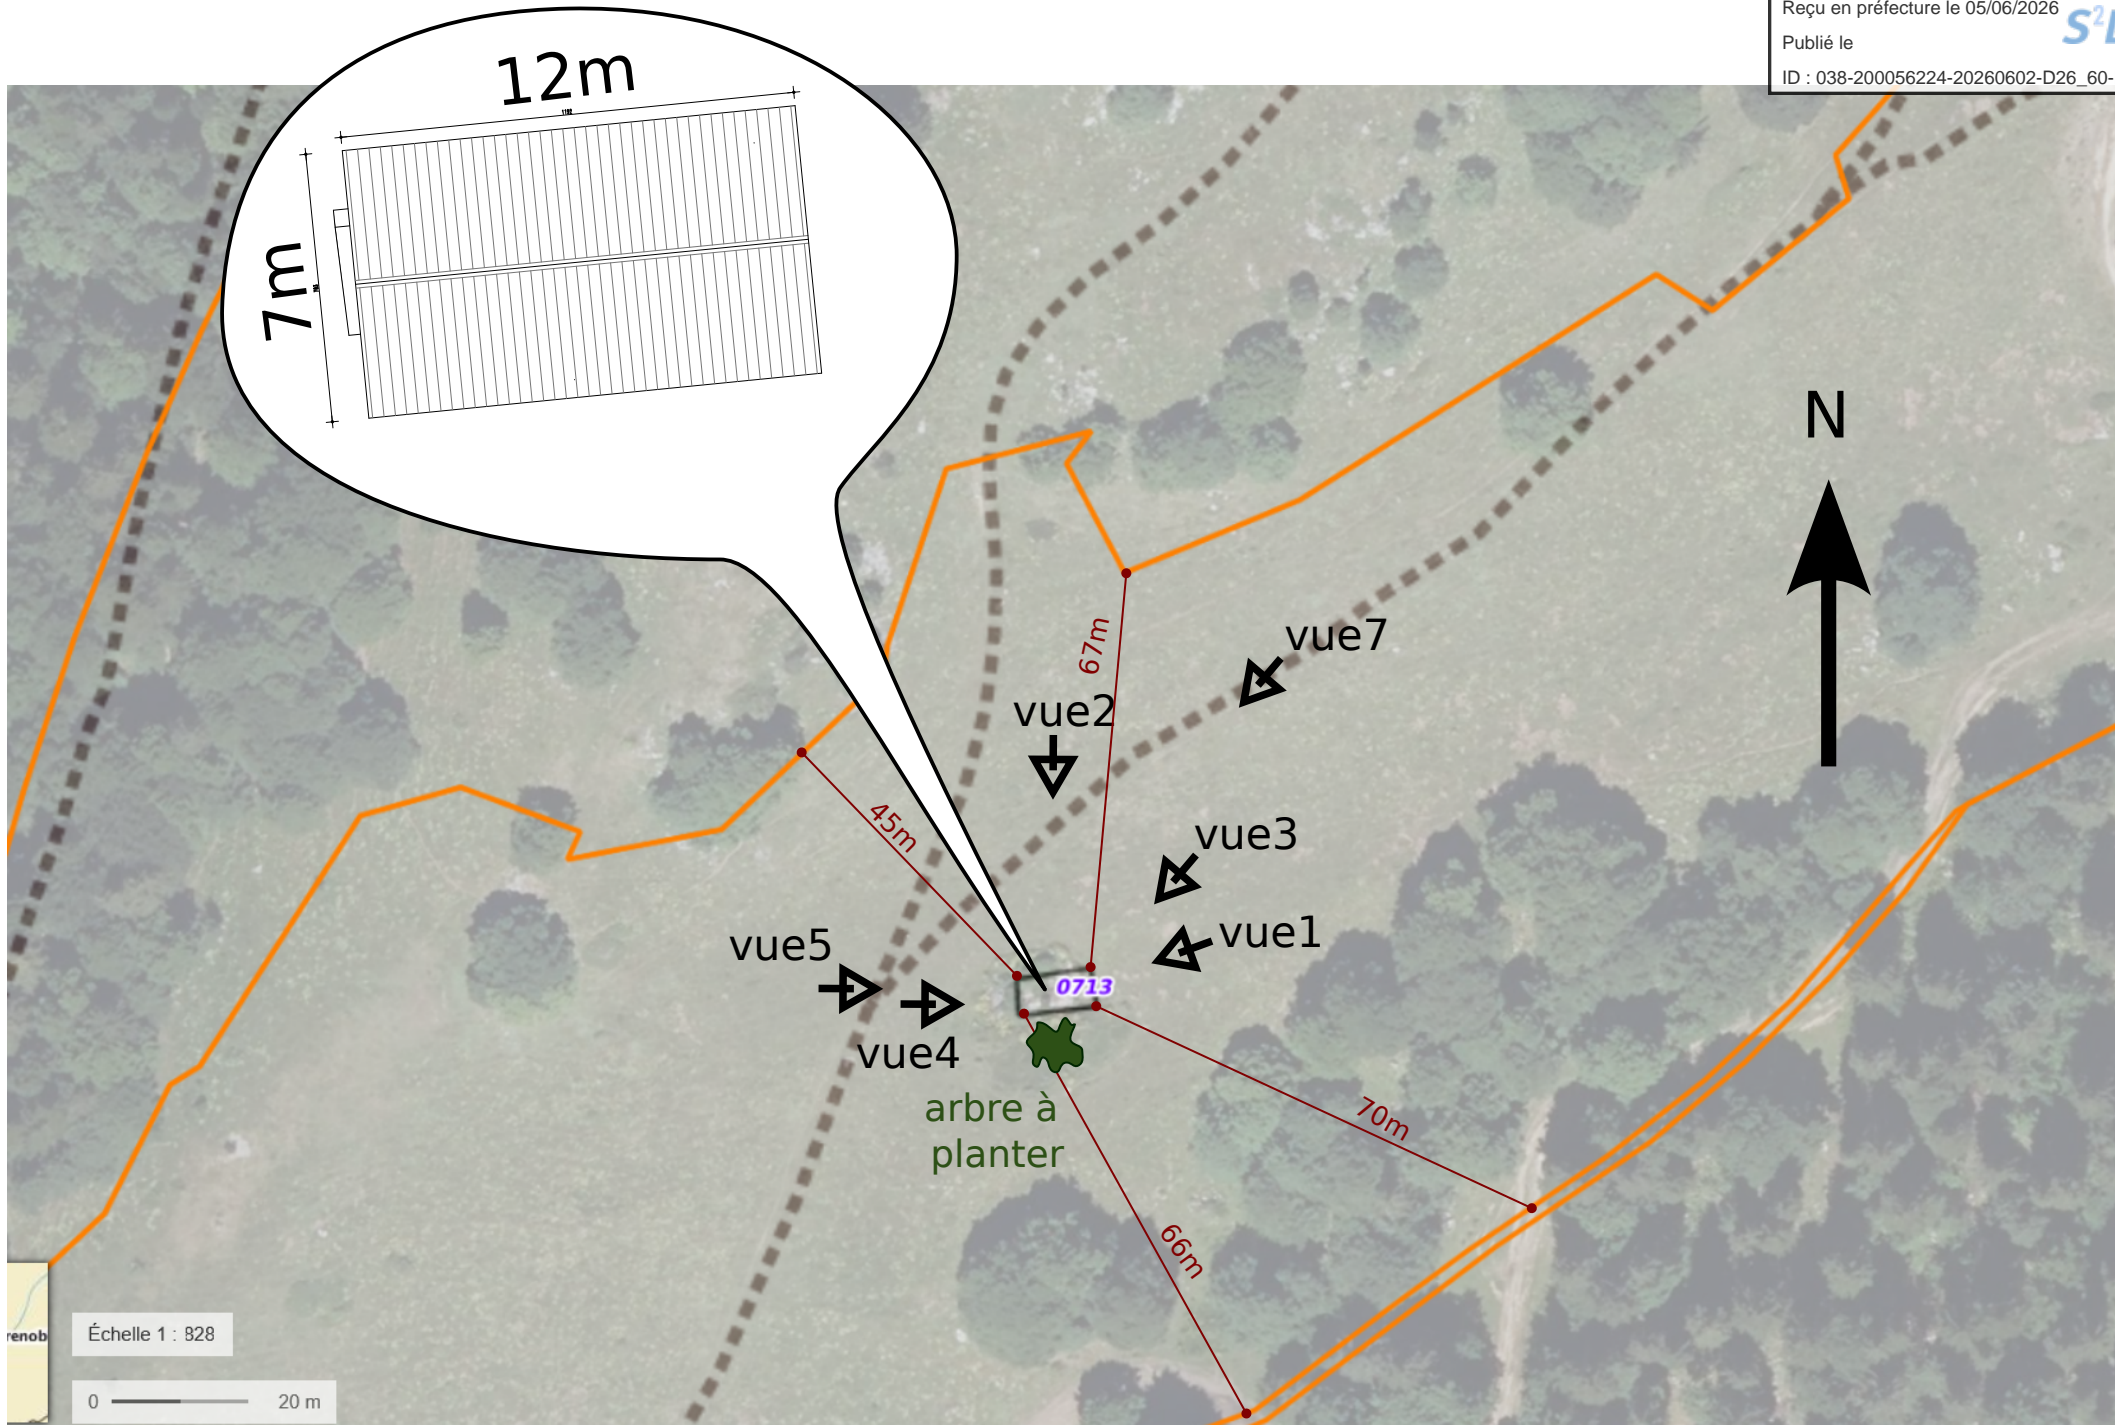 Reçu en préfecture le 05/06/2026
Publié le
ID : 038-200056224-20260602-D26_60-
12m
7m
N
vue7
67m
vue2
45m
vue3
vue1
vue5
0713
vue4
arbre à
planter
70m
66m
renob
Échelle 1 : 828
0 20 m